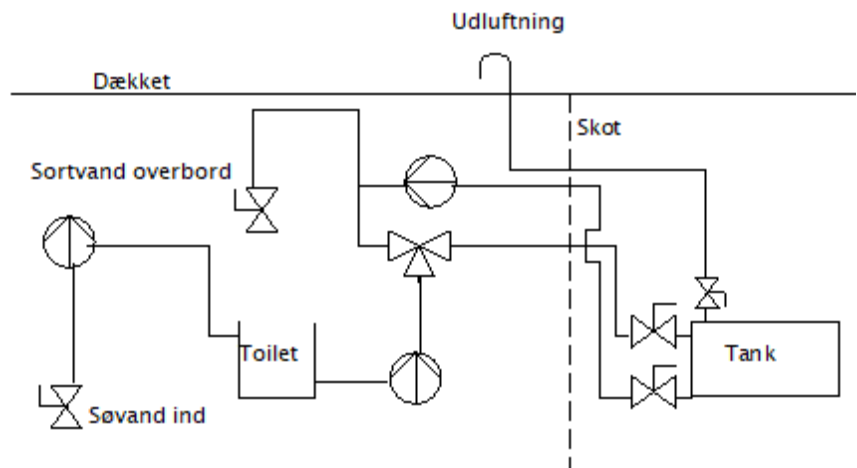 Udluftning
Dækket
Skot
Sortvand overbord
Toilet
Tank
Søvand ind